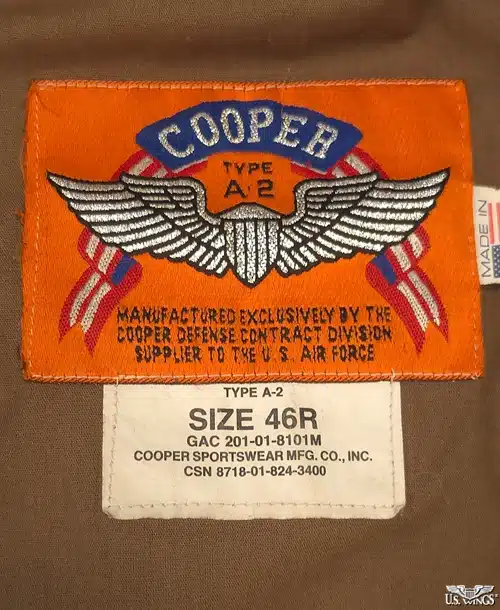 COOPER
TYPE
A-2
MANUFACTURED EXCLUSIVELY BY THE
COOPER DEFENSE CONTRACT DIVISION
SUPPLIER TO THE U.S. AIR FORCE
MADE IN
TYPE A-2
SIZE 46R
GAC 201-01-8101M
COOPER SPORTSWEAR MFG. CO., INC.
CSN 8718-01-824-3400
U.S. WINGS